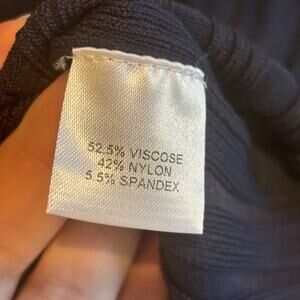 52.5% VISCOSE
42% NYLON
5.5% SPANDEX